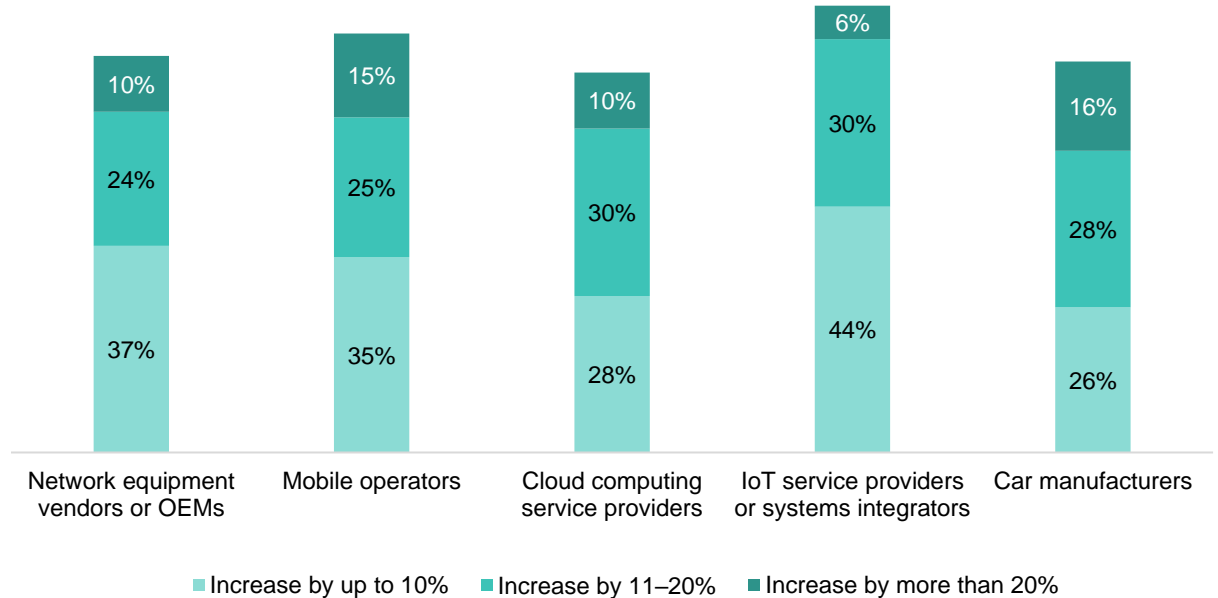 6%
15%
10%
10%
16%
30%
24%
25%
30%
28%
44%
37%
35%
28%
26%
Network equipment
vendors or OEMs
Mobile operators
Cloud computing
service providers
IoT service providers
or systems integrators
Car manufacturers
Increase by up to 10%
Increase by 11–20%
Increase by more than 20%